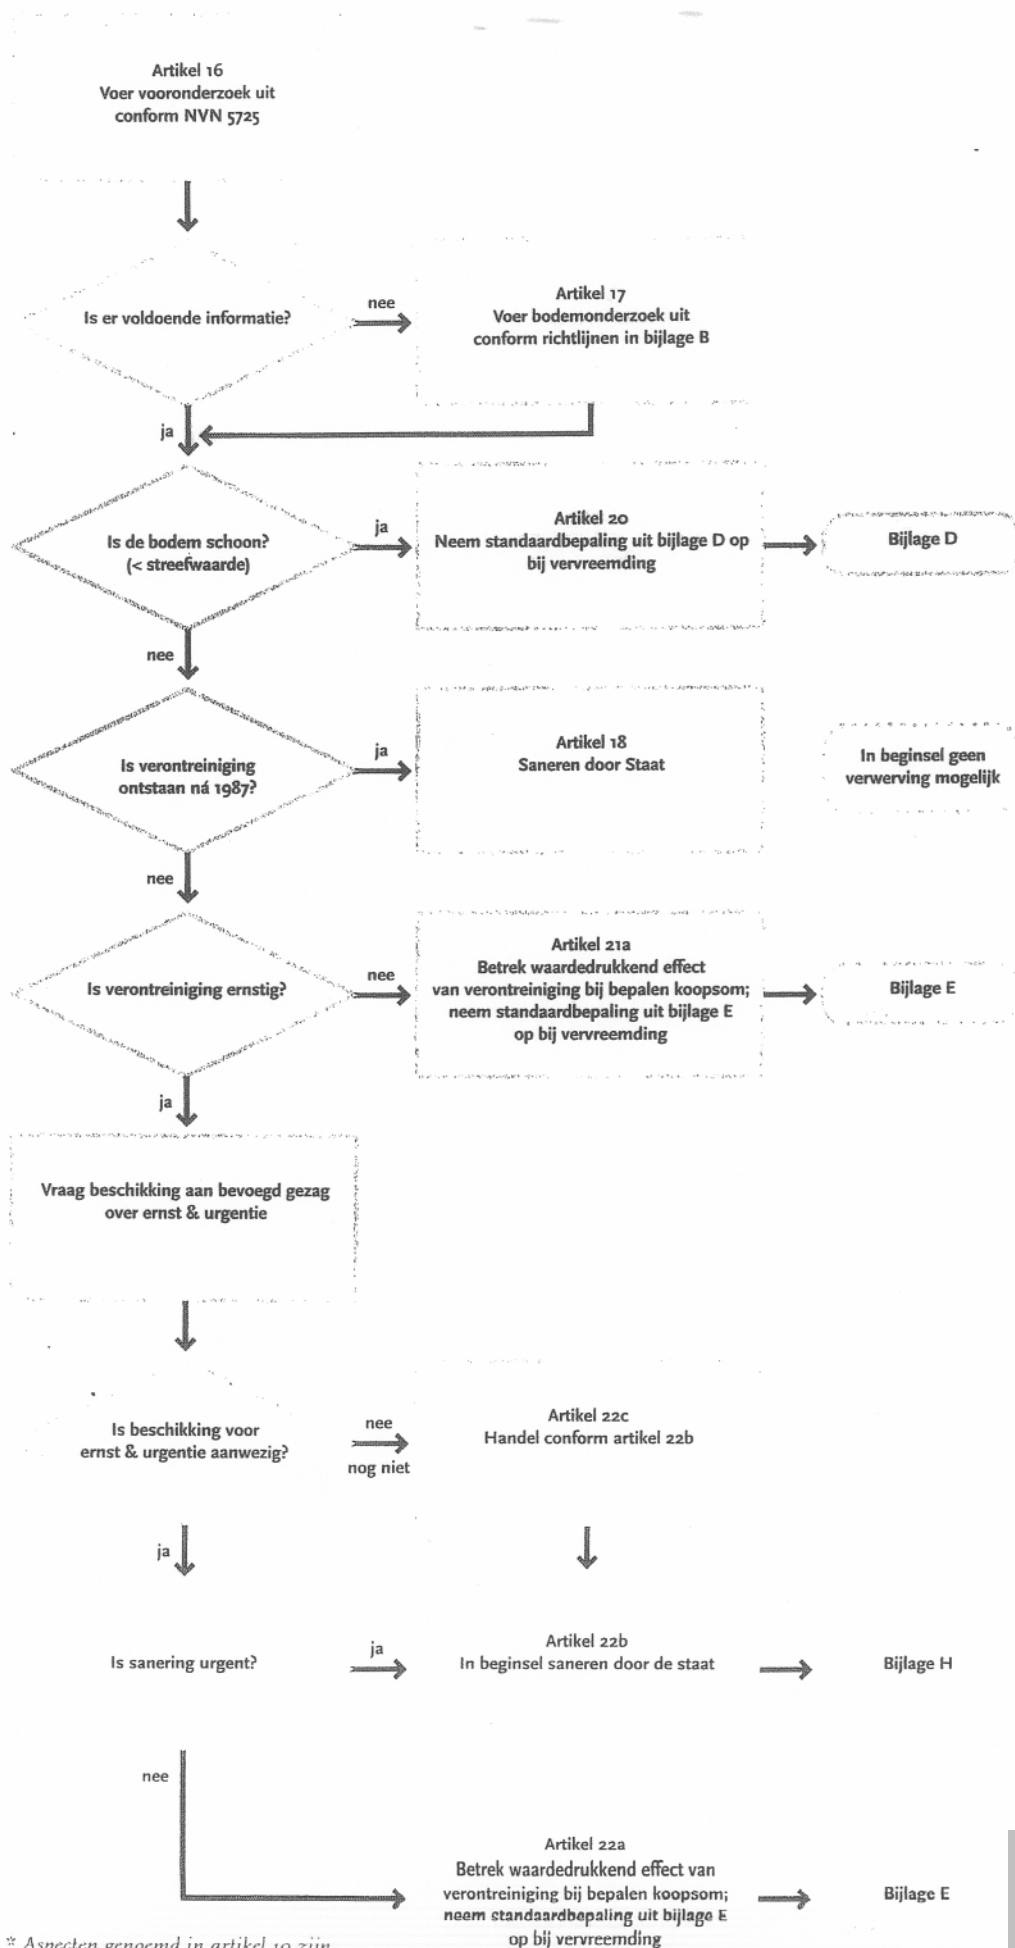 Artikel 16
Voer vooronderzoek uit
conform NVN 5725
Is er voldoende informatie?
nee
Artikel 17
Voer bodemonderzoek uit
conform richtlijnen in bijlage B
ja
Is de bodem schoon?
(< streefwaarde)
ja
Artikel 20
Neem standaardbepaling uit bijlage D op
bij vervreemding
Bijlage D
nee
Is verontreiniging
ontstaan ná 1987?
ja
Artikel 18
Saneren door Staat
In beginsel geen
verwerving mogelijk
nee
Is verontreiniging ernstig?
nee
Artikel 21a
Betrek waardedrukkend effect
van verontreiniging bij bepalen koopsom;
neem standaardbepaling uit bijlage E
op bij vervreemding
Bijlage E
ja
Vraag beschikking aan bevoegd gezag
over ernst & urgentie
Is beschikking voor
ernst & urgentie aanwezig?
nee
nog niet
Artikel 22c
Handel conform artikel 22b
ja
Is sanering urgent?
ja
Artikel 22b
In beginsel saneren door de staat
Bijlage H
nee
Artikel 22a
Betrek waardedrukkend effect van
verontreiniging bij bepalen koopsom;
neem standaardbepaling uit bijlage E
op bij vervreemding
Bijlage E
* Aspecten genoemd in artikel 19 zijn